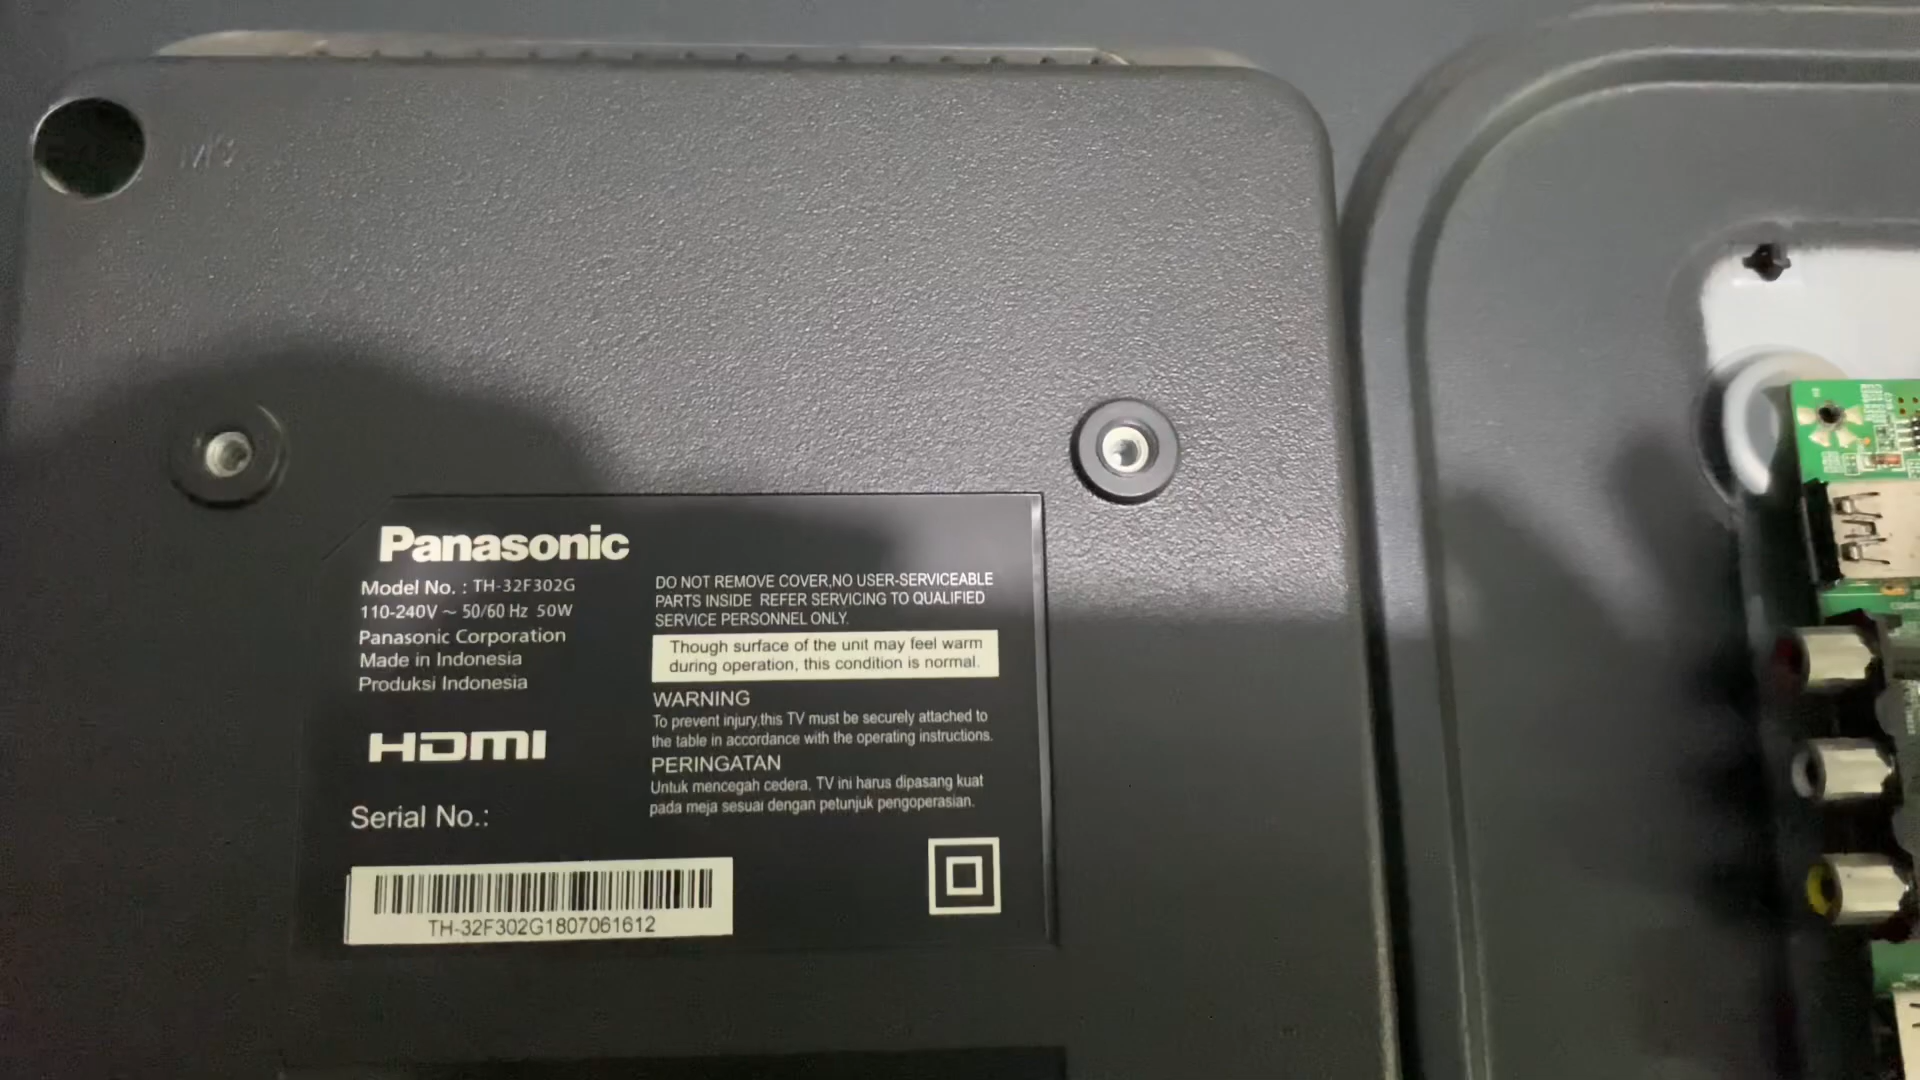 Panasonic
Model No. : TH-32F302G
110-240V ~ 50/60 Hz 50W
Panasonic Corporation
Made in Indonesia
Produksi Indonesia
HDMI
Serial No.:
TH-32F302G1807061612
DO NOT REMOVE COVER,NO USER-SERVICEABLE
PARTS INSIDE REFER SERVICING TO QUALIFIED
SERVICE PERSONNEL ONLY.
Though surface of the unit may feel warm
during operation, this condition is normal.
WARNING
To prevent injury,this TV must be securely attached to
the table in accordance with the operating instructions.
PERINGATAN
Untuk mencegah cedera, TV ini harus dipasang kuat
pada meja sesuai dengan petunjuk pengoperasian.